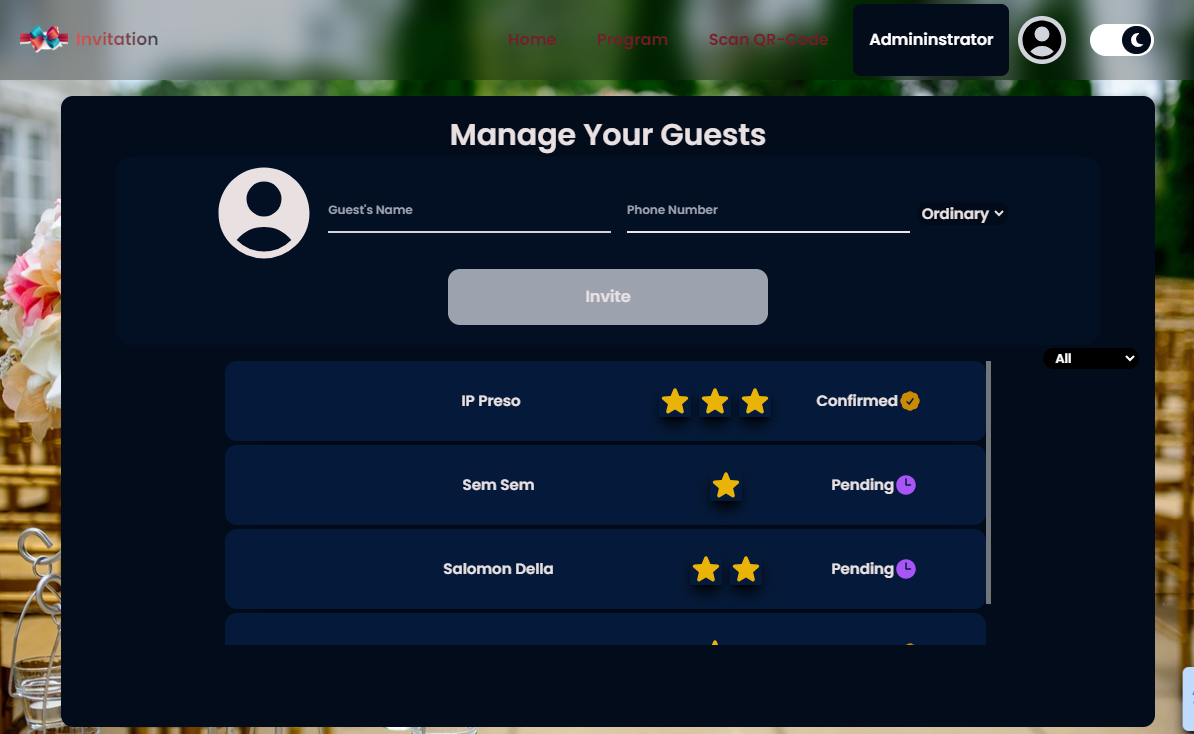 Invitation
Home
Program
Scan QR-Code
Admininstrator
Manage Your Guests
Guest's Name
Phone Number
Ordinary
Invite
All
IP Preso
Confirmed
Sem Sem
Pending
Salomon Della
Pending